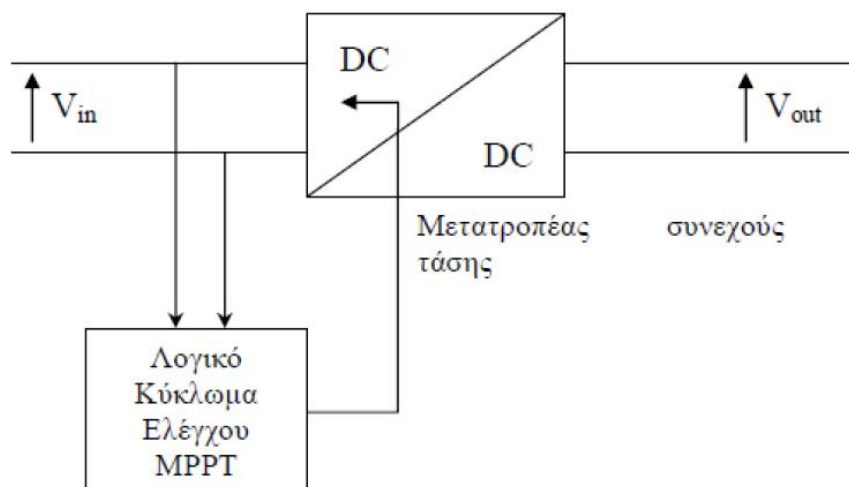 DC
V_in
V_out
DC
Μετατροπέας συνεχούς
τάσης
Λογικό
Κύκλωμα
Ελέγχου
MPPT